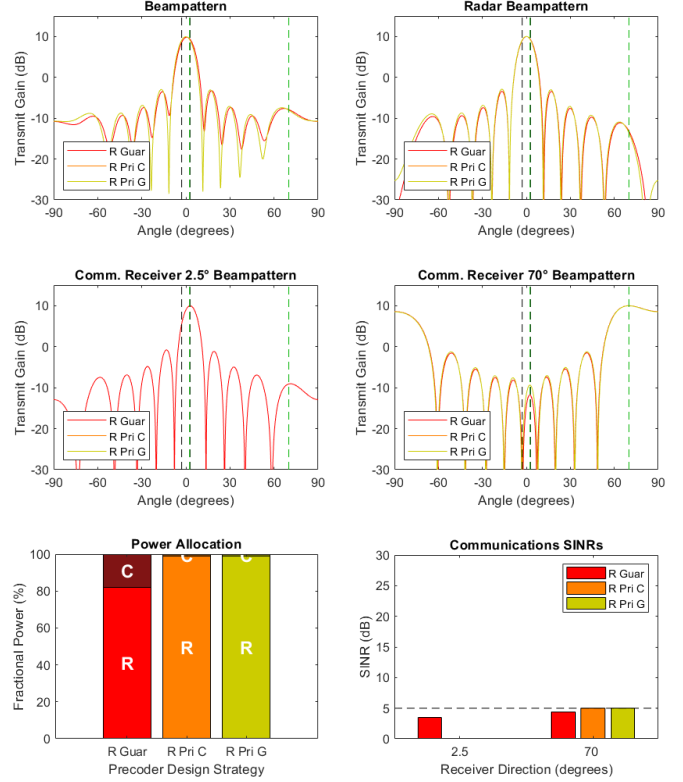 Beampattern
Transmit Gain (dB)
10
0
-10
-20
-30
R Guar
R Pri C
R Pri G
-90 -60 -30 0 30 60 90
Angle (degrees)
Radar Beampattern
Transmit Gain (dB)
10
0
-10
-20
-30
R Guar
R Pri C
R Pri G
-90 -60 -30 0 30 60 90
Angle (degrees)
Comm. Receiver 2.5° Beampattern
Transmit Gain (dB)
10
0
-10
-20
-30
R Guar
R Pri C
R Pri G
-90 -60 -30 0 30 60 90
Angle (degrees)
Comm. Receiver 70° Beampattern
Transmit Gain (dB)
10
0
-10
-20
-30
R Guar
R Pri C
R Pri G
-90 -60 -30 0 30 60 90
Angle (degrees)
Power Allocation
Fractional Power (%)
100
80
60
40
20
0
C C C
R R R
R Guar R Pri C R Pri G
Precoder Design Strategy
Communications SINRs
SINR (dB)
30
25
20
15
10
5
0
R Guar
R Pri C
R Pri G
2.5 70
Receiver Direction (degrees)